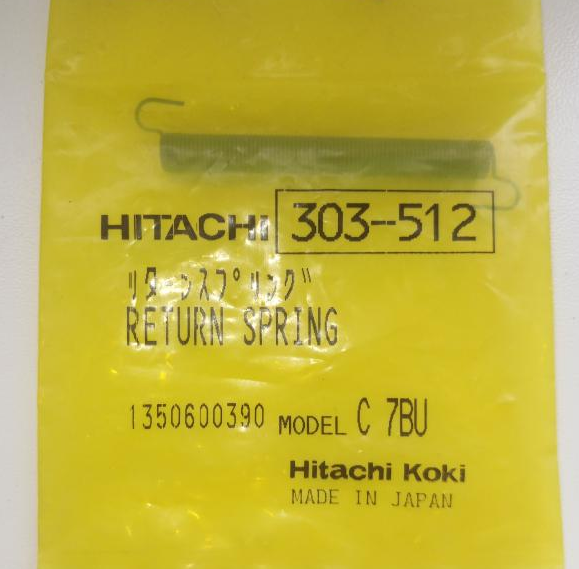 HITACHI 303-512
ﾘﾀｰﾝｽﾌﾟﾘﾝｸﾞ
RETURN SPRING
1350600390 MODEL C 7BU
Hitachi Koki
MADE IN JAPAN